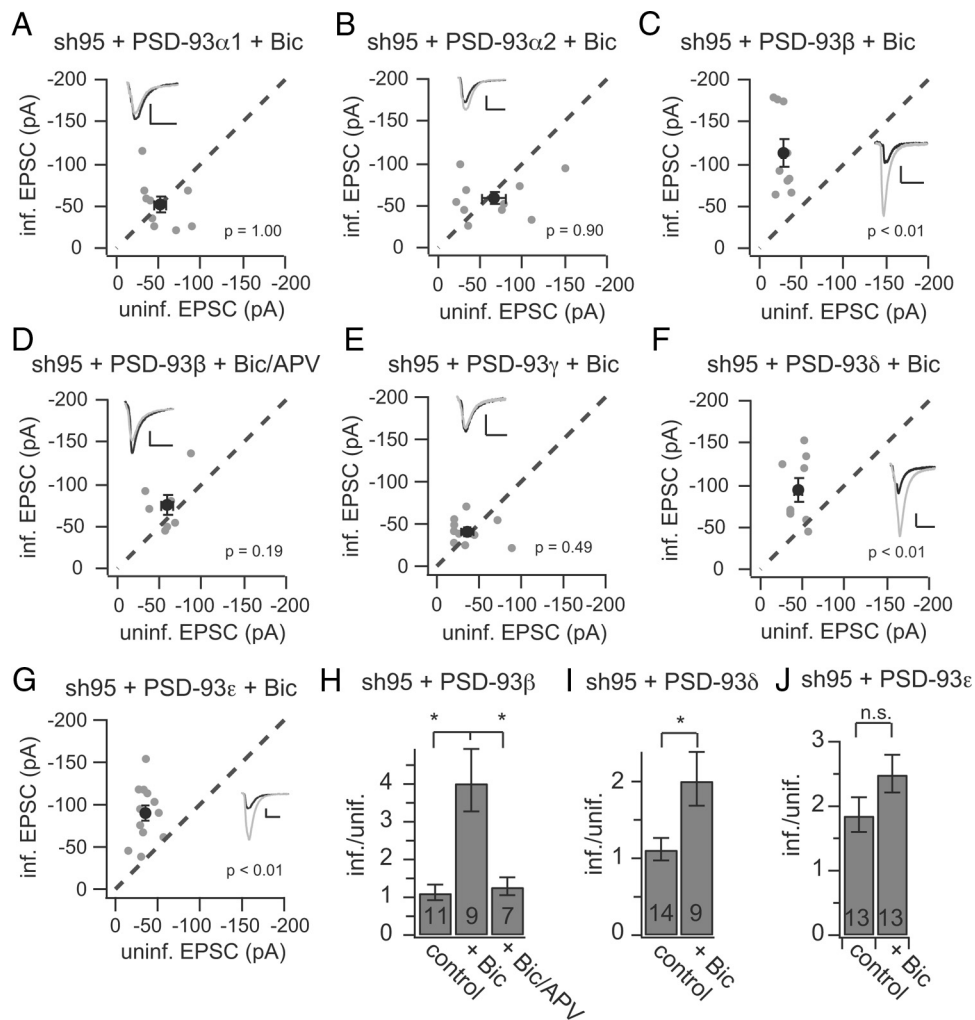 A
sh95 + PSD-93α1 + Bic
-200
-150
-100
-50
0
inf. EPSC (pA)
p = 1.00
0 -50 -100 -150 -200
uninf. EPSC (pA)
B
sh95 + PSD-93α2 + Bic
-200
-150
-100
-50
0
inf. EPSC (pA)
p = 0.90
0 -50 -100 -150 -200
uninf. EPSC (pA)
C
sh95 + PSD-93β + Bic
-200
-150
-100
-50
0
inf. EPSC (pA)
p < 0.01
0 -50 -100 -150 -200
uninf. EPSC (pA)
D
sh95 + PSD-93β + Bic/APV
-200
-150
-100
-50
0
inf. EPSC (pA)
p = 0.19
0 -50 -100 -150 -200
uninf. EPSC (pA)
E
sh95 + PSD-93γ + Bic
-200
-150
-100
-50
0
inf. EPSC (pA)
p = 0.49
0 -50 -100 -150 -200
uninf. EPSC (pA)
F
sh95 + PSD-93δ + Bic
-200
-150
-100
-50
0
inf. EPSC (pA)
p < 0.01
0 -50 -100 -150 -200
uninf. EPSC (pA)
G
sh95 + PSD-93ε + Bic
-200
-150
-100
-50
0
inf. EPSC (pA)
p < 0.01
0 -50 -100 -150 -200
uninf. EPSC (pA)
H
sh95 + PSD-93β
* *
4
3
2
1
0
inf./unif.
11 9 7
control
+ Bic
+ Bic/APV
I
sh95 + PSD-93δ
*
2
1
0
inf./unif.
14 9
control
+ Bic
J
sh95 + PSD-93ε
n.s.
3
2
1
0
inf./unif.
13 13
control
+ Bic